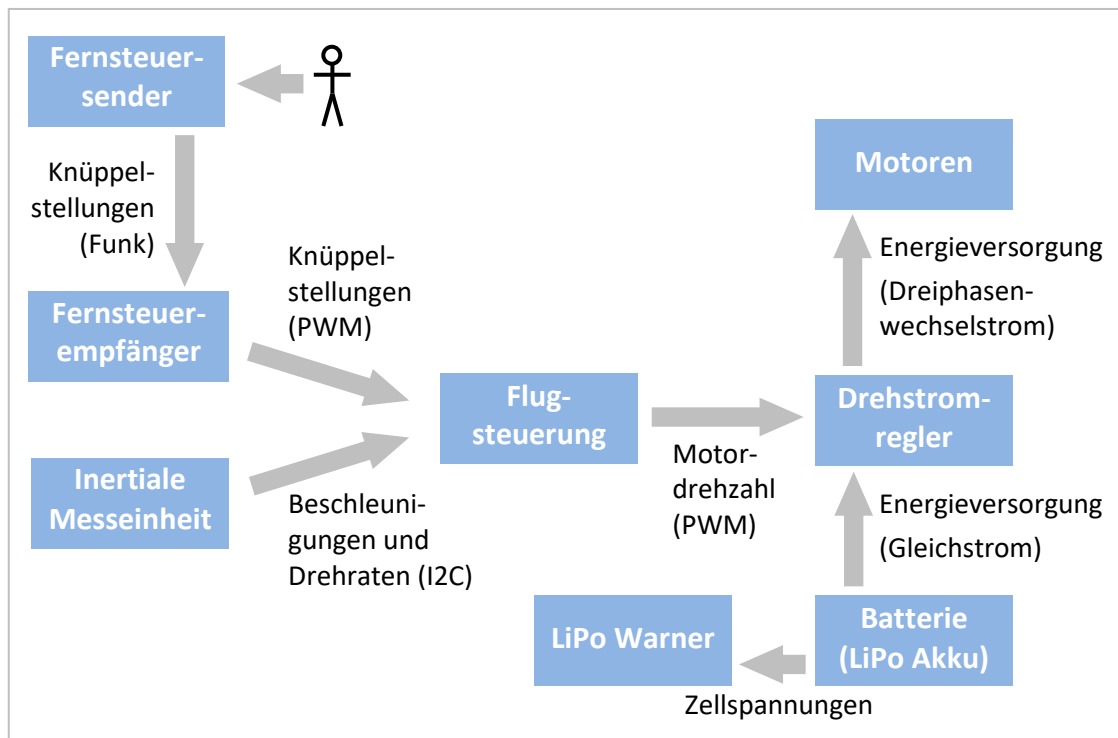 Fernsteuer-
sender
Knüppel-
stellungen
(Funk)
Fernsteuer-
empfänger
Knüppel-
stellungen
(PWM)
Inertiale
Messeinheit
Beschleuni-
gungen und
Drehraten (I2C)
Flug-
steuerung
Motor-
drehzahl
(PWM)
Motoren
Energieversorgung
(Dreiphasen-
wechselstrom)
Drehstrom-
regler
Energieversorgung
(Gleichstrom)
Batterie
(LiPo Akku)
LiPo Warner
Zellspannungen